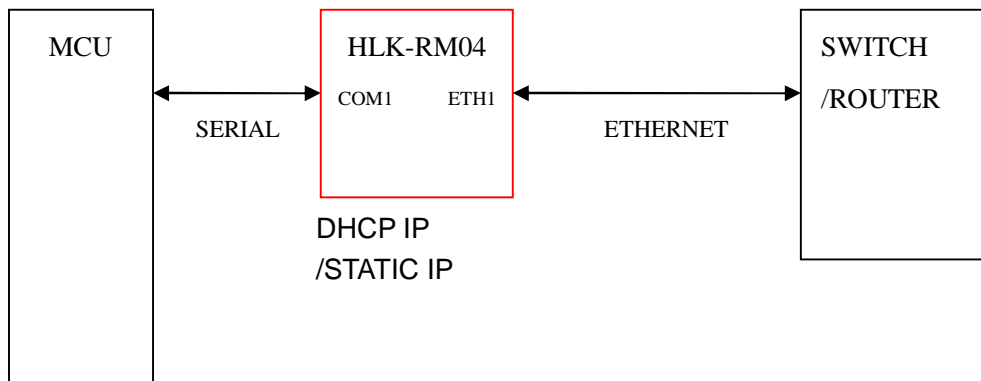 MCU
HLK-RM04
SWITCH
/ROUTER
COM1
ETH1
SERIAL
ETHERNET
DHCP IP
/STATIC IP